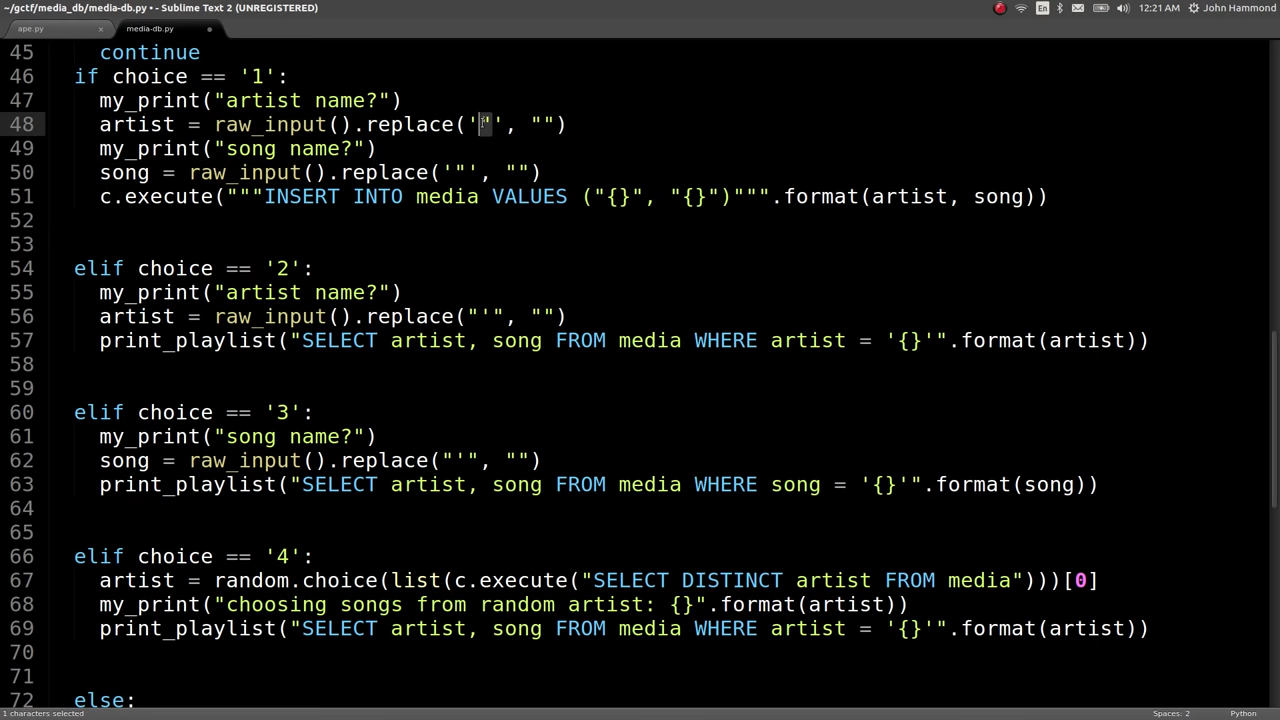 ~/gctf/media_db/media-db.py • - Sublime Text 2 (UNREGISTERED)
En
12:21 AM
John Hammond
ape.py ×
media-db.py •
45 continue
46 if choice == '1':
47 my_print("artist name?")
48 artist = raw_input().replace('"', "")
49 my_print("song name?")
50 song = raw_input().replace('"', "")
51 c.execute("""INSERT INTO media VALUES ("{}", "{}")""".format(artist, song))
52
53
54 elif choice == '2':
55 my_print("artist name?")
56 artist = raw_input().replace("'", "")
57 print_playlist("SELECT artist, song FROM media WHERE artist = '{}'".format(artist))
58
59
60 elif choice == '3':
61 my_print("song name?")
62 song = raw_input().replace("'", "")
63 print_playlist("SELECT artist, song FROM media WHERE song = '{}'".format(song))
64
65
66 elif choice == '4':
67 artist = random.choice(list(c.execute("SELECT DISTINCT artist FROM media")))[0]
68 my_print("choosing songs from random artist: {}".format(artist))
69 print_playlist("SELECT artist, song FROM media WHERE artist = '{}'".format(artist))
70
71
72 else:
1 characters selected
Spaces: 2
Python